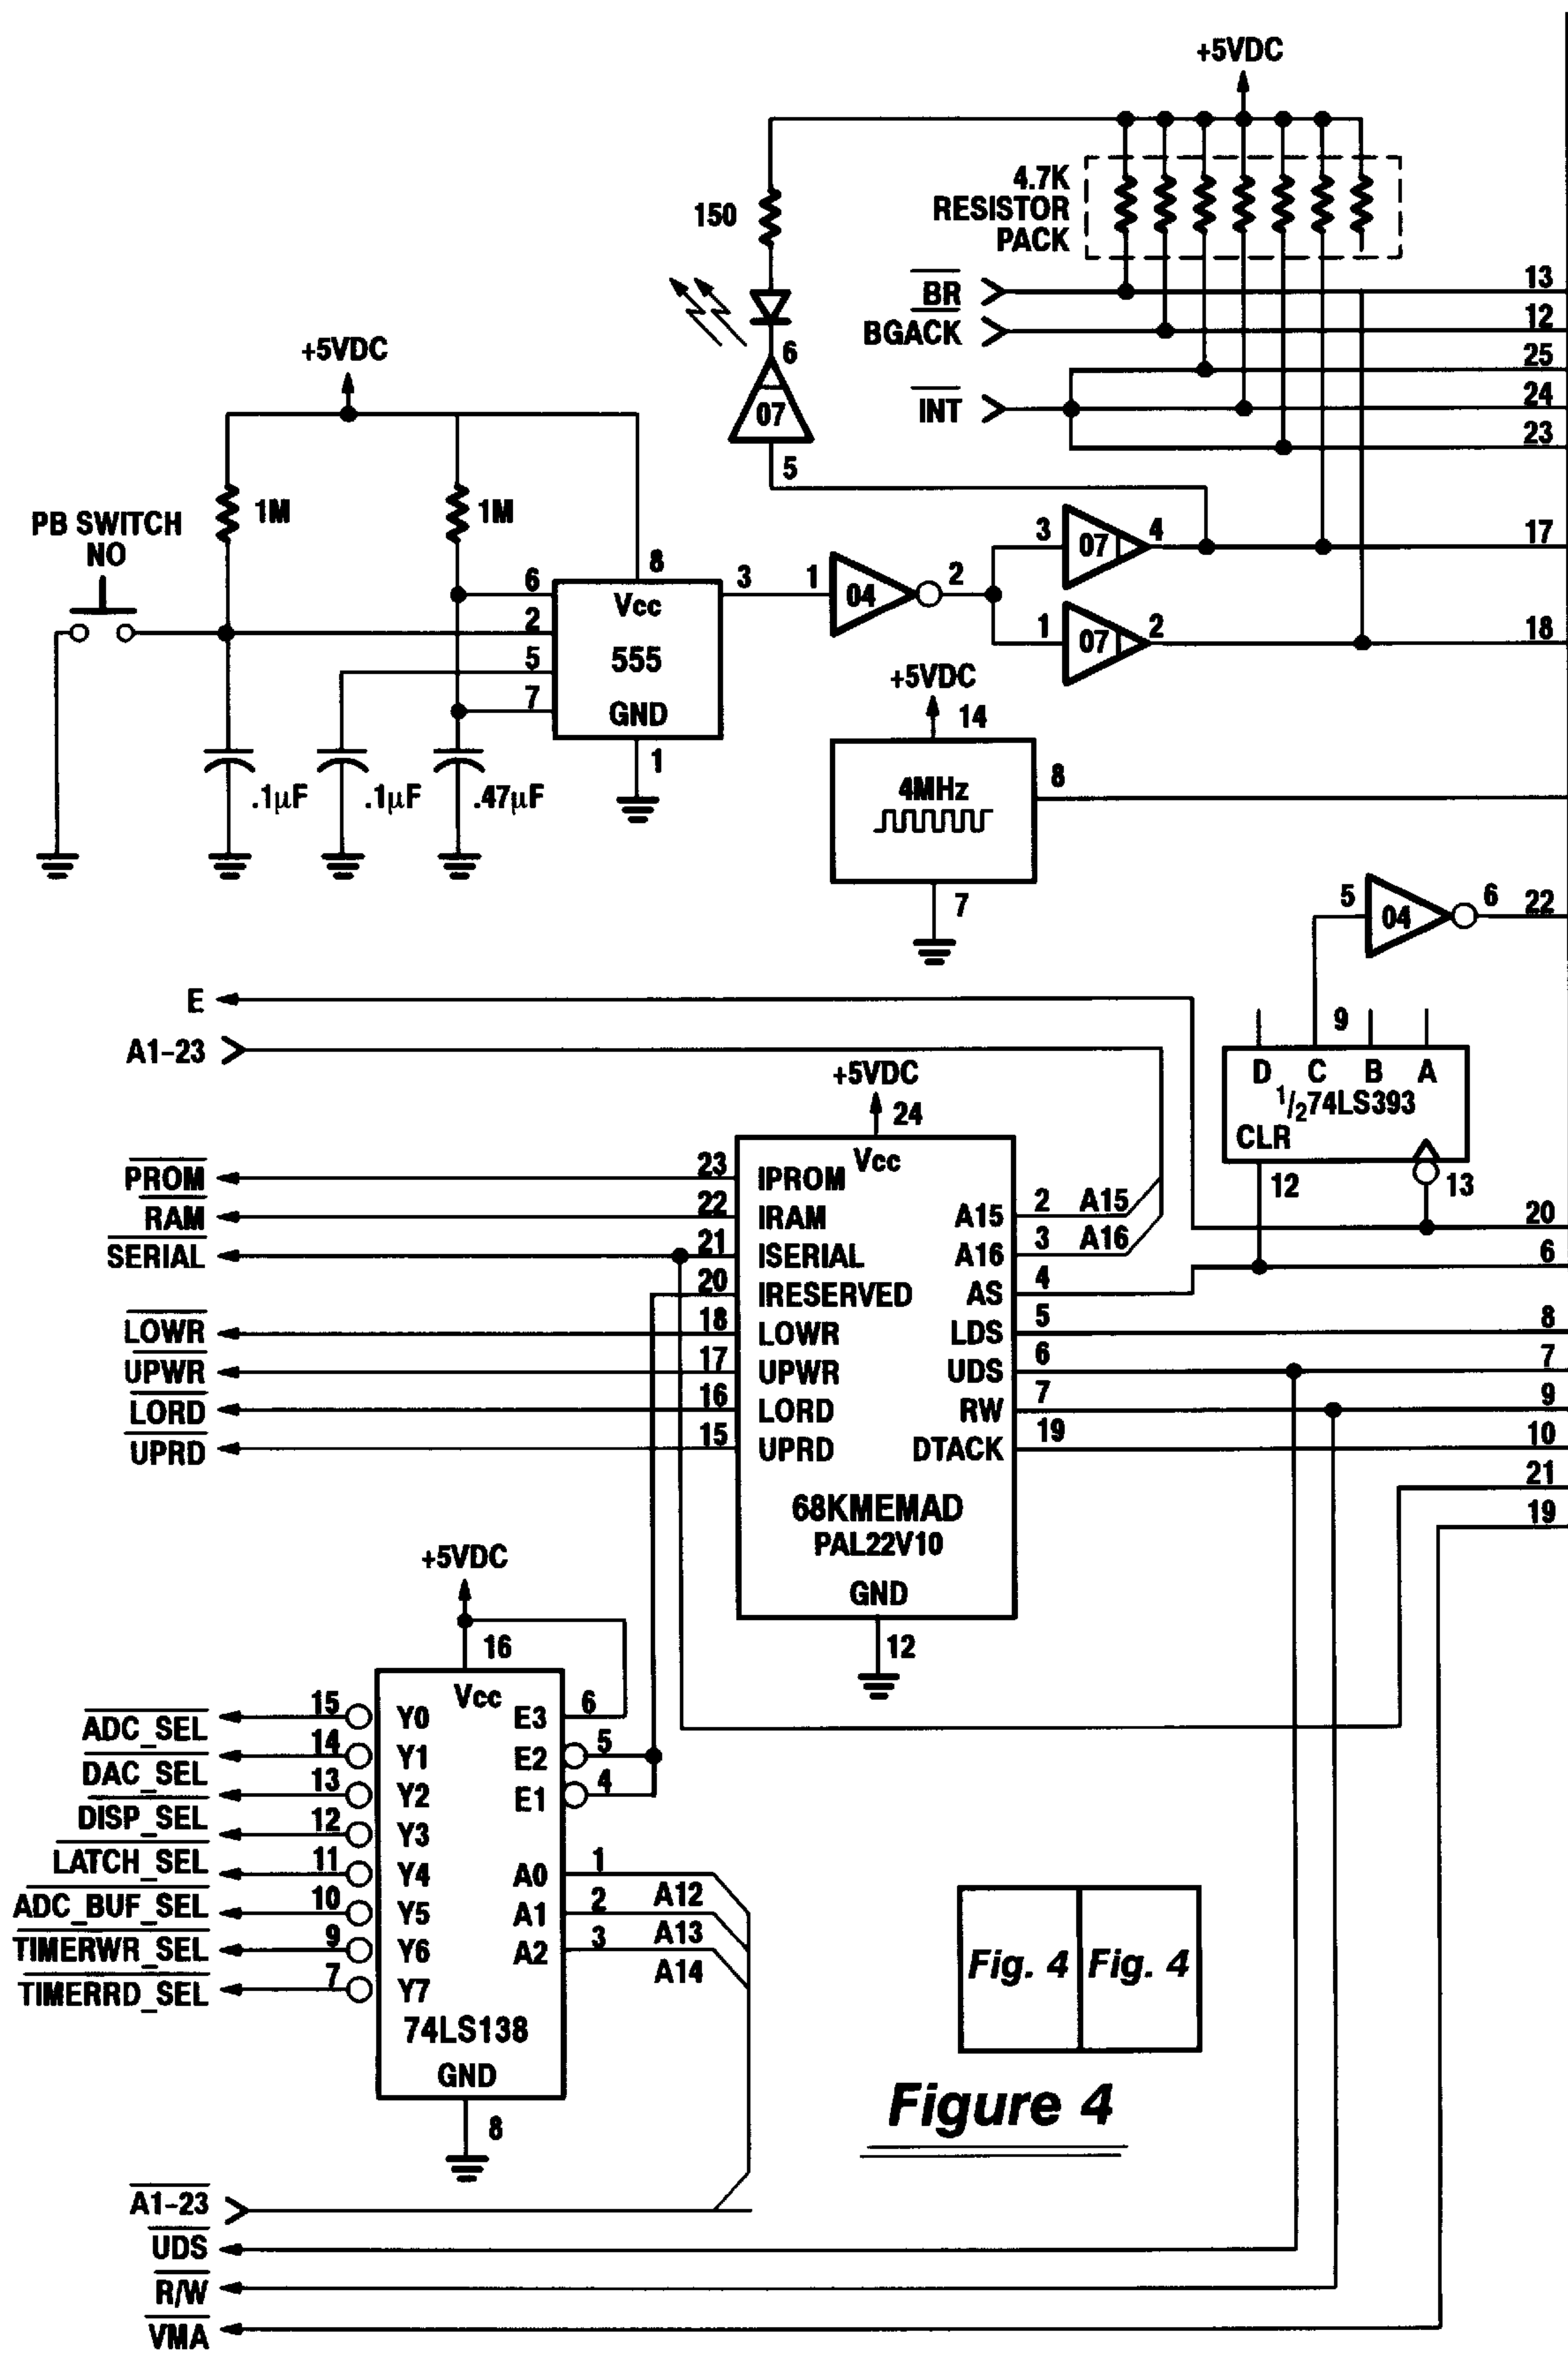 +5VDC
4.7K
RESISTOR
PACK
150
BR
13
BGACK
12
25
INT
24
23
6
07
5
+5VDC
1M
1M
PB SWITCH
NO
8
6
2
5
7
Vcc
555
GND
3
1
1
04
2
3
07
4
17
1
07
2
18
.1µF
.1µF
.47µF
+5VDC
14
4MHz
8
7
5
04
6
22
E
A1-23
9
D C B A
1/2 74LS393
CLR
12
13
+5VDC
24
Vcc
PROM
23
IPROM
RAM
22
IRAM
SERIAL
21
ISERIAL
20
IRESERVED
LOWR
18
LOWR
UPWR
17
UPWR
LORD
16
LORD
UPRD
15
UPRD
A15
2
A15
A16
3
A16
AS
4
LDS
5
UDS
6
RW
7
DTACK
19
20
6
8
7
9
10
21
19
68KMEMAD
PAL22V10
GND
12
+5VDC
16
Vcc
ADC_SEL
15
Y0
DAC_SEL
14
Y1
DISP_SEL
13
Y2
LATCH_SEL
12
Y3
ADC_BUF_SEL
11
Y4
TIMERWR_SEL
10
Y5
TIMERRD_SEL
9
Y6
7
Y7
E3
6
E2
5
E1
4
A0
1
A12
A1
2
A13
A2
3
A14
74LS138
GND
8
Fig. 4 Fig. 4
Figure 4
A1-23
UDS
R/W
VMA